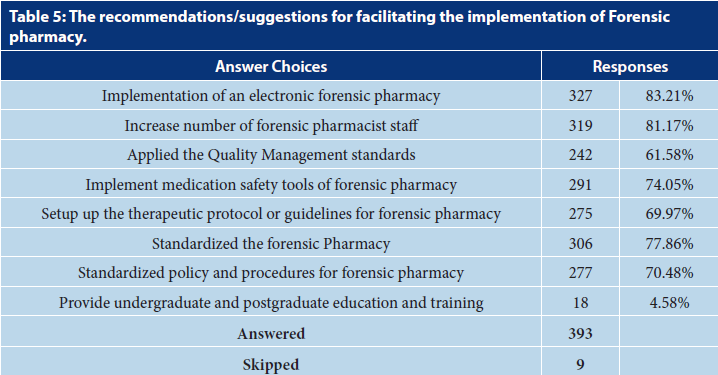 Table 5: The recommendations/suggestions for facilitating the implementation of Forensic
pharmacy.
Answer Choices Responses
Implementation of an electronic forensic pharmacy 327 83.21%
Increase number of forensic pharmacist staff 319 81.17%
Applied the Quality Management standards 242 61.58%
Implement medication safety tools of forensic pharmacy 291 74.05%
Setup up the therapeutic protocol or guidelines for forensic pharmacy 275 69.97%
Standardized the forensic Pharmacy 306 77.86%
Standardized policy and procedures for forensic pharmacy 277 70.48%
Provide undergraduate and postgraduate education and training 18 4.58%
Answered 393
Skipped 9